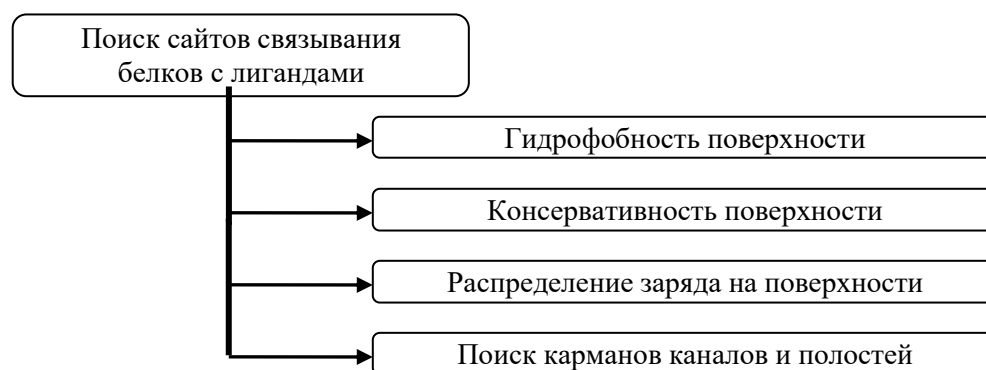 Поиск сайтов связывания
белков с лигандами
Гидрофобность поверхности
Консервативность поверхности
Распределение заряда на поверхности
Поиск карманов каналов и полостей